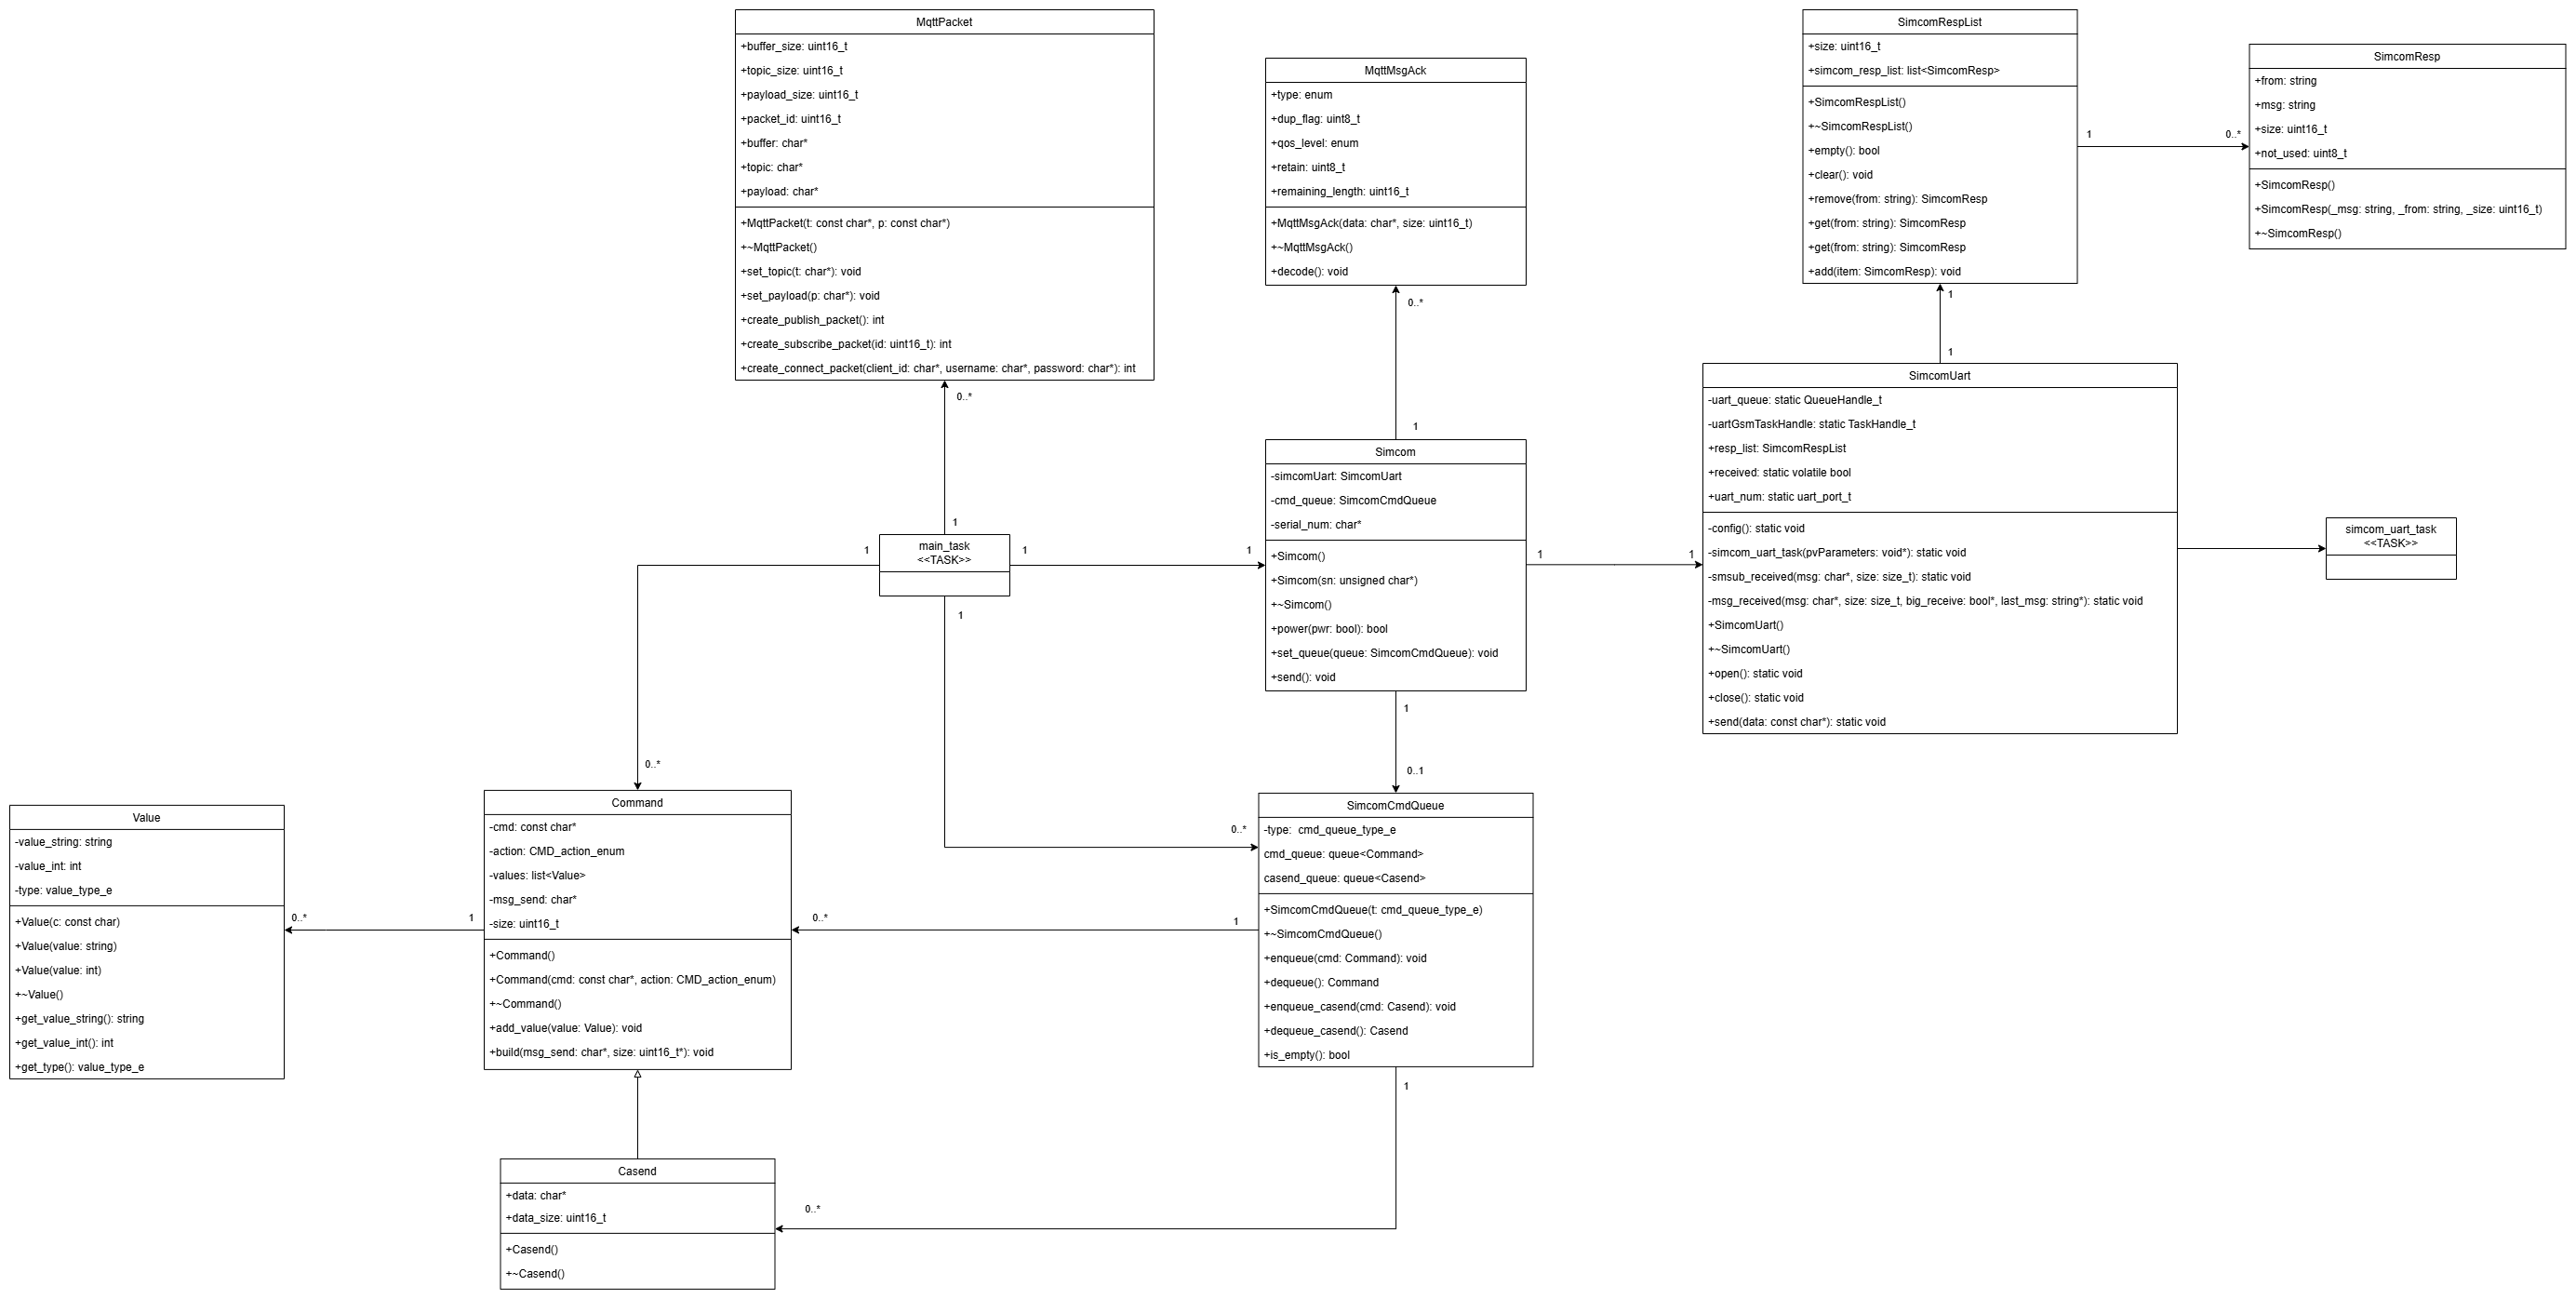 MqttPacket
+buffer_size: uint16_t
+topic_size: uint16_t
+payload_size: uint16_t
+packet_id: uint16_t
+buffer: char*
+topic: char*
+payload: char*
+MqttPacket(t: const char*, p: const char*)
+~MqttPacket()
+set_topic(t: char*): void
+set_payload(p: char*): void
+create_publish_packet(): int
+create_subscribe_packet(id: uint16_t): int
+create_connect_packet(client_id: char*, username: char*, password: char*): int
0..*
1
MqttMsgAck
+type: enum
+dup_flag: uint8_t
+qos_level: enum
+retain: uint8_t
+remaining_length: uint16_t
+MqttMsgAck(data: char*, size: uint16_t)
+~MqttMsgAck()
+decode(): void
0..*
1
SimcomRespList
+size: uint16_t
+simcom_resp_list: list<SimcomResp>
+SimcomRespList()
+~SimcomRespList()
+empty(): bool
+clear(): void
+remove(from: string): SimcomResp
+get(from: string): SimcomResp
+get(from: string): SimcomResp
+add(item: SimcomResp): void
1
0..*
SimcomResp
+from: string
+msg: string
+size: uint16_t
+not_used: uint8_t
+SimcomResp()
+SimcomResp(_msg: string, _from: string, _size: uint16_t)
+~SimcomResp()
1
1
main_task
<<TASK>>
1
1
1
1
Simcom
-simcomUart: SimcomUart
-cmd_queue: SimcomCmdQueue
-serial_num: char*
+Simcom()
+Simcom(sn: unsigned char*)
+~Simcom()
+power(pwr: bool): bool
+set_queue(queue: SimcomCmdQueue): void
+send(): void
1
1
SimcomUart
-uart_queue: static QueueHandle_t
-uartGsmTaskHandle: static TaskHandle_t
+resp_list: SimcomRespList
+received: static volatile bool
+uart_num: static uart_port_t
-config(): static void
-simcom_uart_task(pvParameters: void*): static void
-smsub_received(msg: char*, size: size_t): static void
-msg_received(msg: char*, size: size_t, big_receive: bool*, last_msg: string*): static void
+SimcomUart()
+~SimcomUart()
+open(): static void
+close(): static void
+send(data: const char*): static void
simcom_uart_task
<<TASK>>
1
0..1
0..*
0..*
Value
-value_string: string
-value_int: int
-type: value_type_e
+Value(c: const char)
+Value(value: string)
+Value(value: int)
+~Value()
+get_value_string(): string
+get_value_int(): int
+get_type(): value_type_e
0..*
1
Command
-cmd: const char*
-action: CMD_action_enum
-values: list<Value>
-msg_send: char*
-size: uint16_t
+Command()
+Command(cmd: const char*, action: CMD_action_enum)
+~Command()
+add_value(value: Value): void
+build(msg_send: char*, size: uint16_t*): void
0..*
1
SimcomCmdQueue
-type: cmd_queue_type_e
cmd_queue: queue<Command>
casend_queue: queue<Casend>
+SimcomCmdQueue(t: cmd_queue_type_e)
+~SimcomCmdQueue()
+enqueue(cmd: Command): void
+dequeue(): Command
+enqueue_casend(cmd: Casend): void
+dequeue_casend(): Casend
+is_empty(): bool
1
Casend
+data: char*
+data_size: uint16_t
+Casend()
+~Casend()
0..*